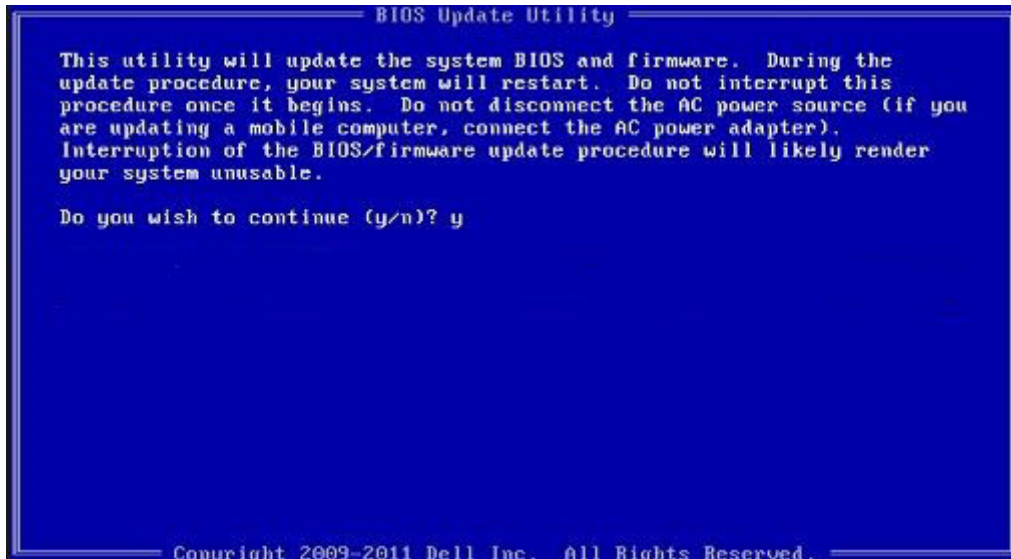 BIOS Update Utility
This utility will update the system BIOS and firmware.  During the
update procedure, your system will restart.  Do not interrupt this
procedure once it begins.  Do not disconnect the AC power source (if you
are updating a mobile computer, connect the AC power adapter).
Interruption of the BIOS/firmware update procedure will likely render
your system unusable.
Do you wish to continue (y/n)? y
Copyright 2009-2011 Dell Inc.  All Rights Reserved.